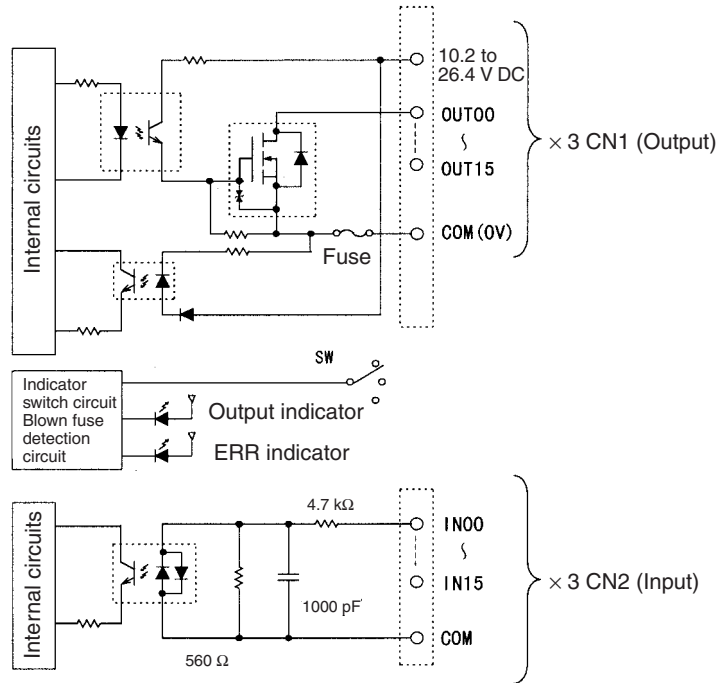 Internal circuits
10.2 to
26.4 V DC
OUT00
OUT15
COM(0V)
× 3 CN1 (Output)
Fuse
SW
Indicator
switch circuit
Blown fuse
detection
circuit
Output indicator
ERR indicator
Internal circuits
4.7 kΩ
1000 pF
560 Ω
IN00
IN15
COM
× 3 CN2 (Input)